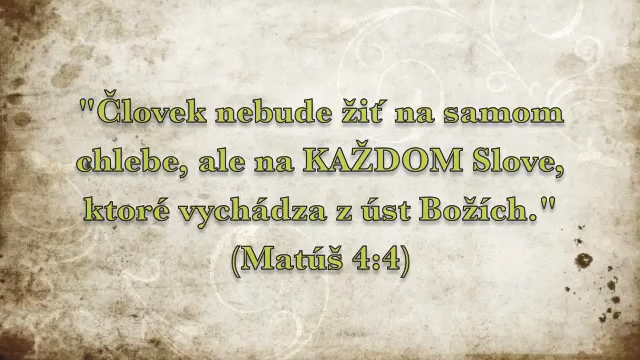 "Človek nebude žiť na samom
chlebe, ale na KAŽDOM Slove,
ktoré vychádza z úst Božích."
(Matúš 4:4)